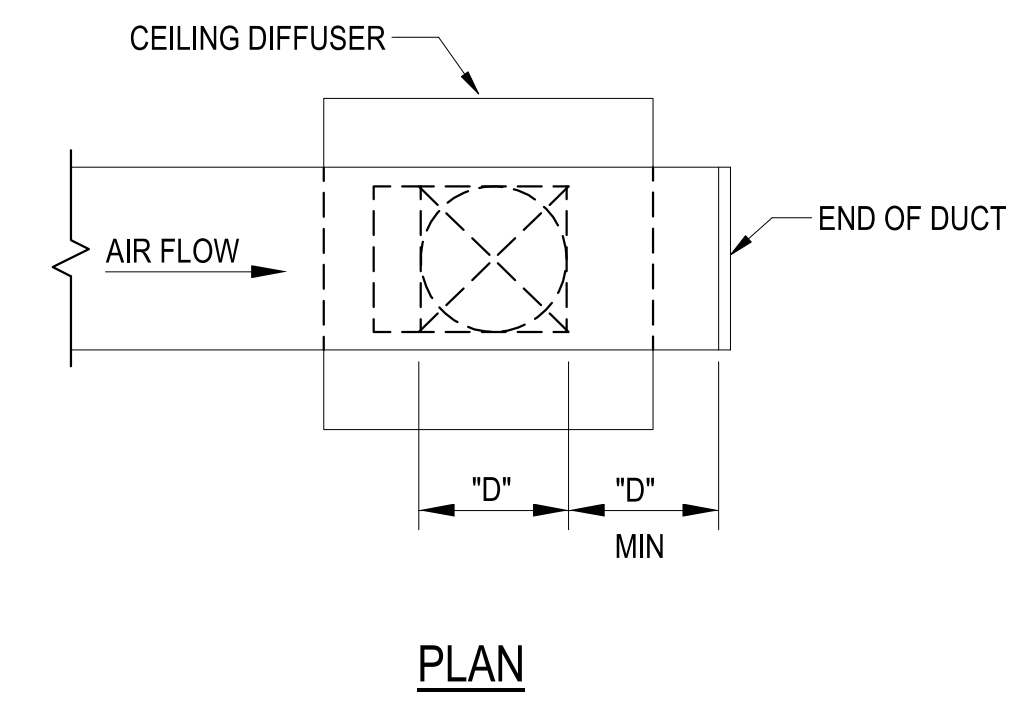 CEILING DIFFUSER
AIR FLOW
END OF DUCT
"D"
"D"
MIN
PLAN